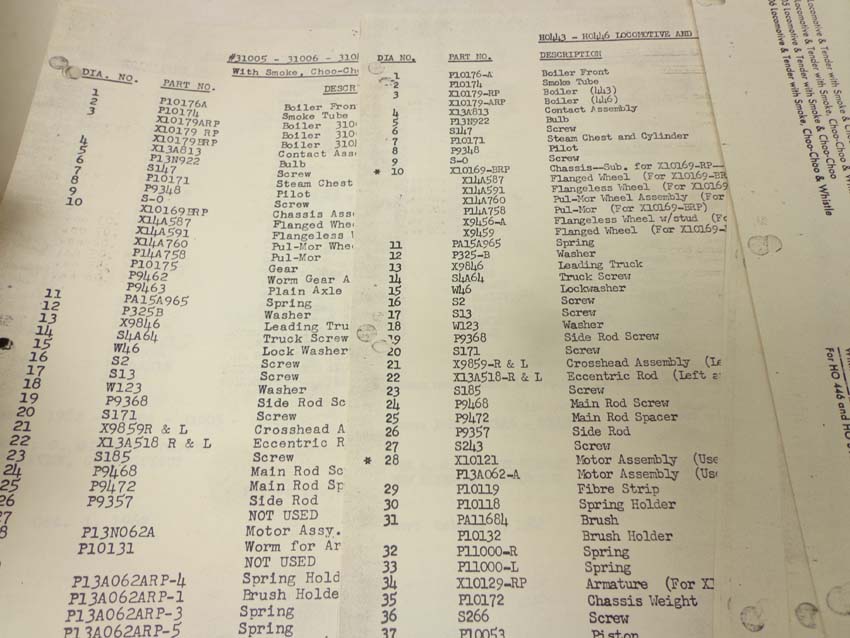 #31005 - 31006 - 310
With Smoke, Choo-Ch
DIA. NO. PART NO. DESCR
1 P10176A Boiler Fron
2 P10174 Smoke Tube
3 X10179ARP Boiler 310
X10179 RP Boiler 310
X10179BRP Boiler 310
4 X13A813 Contact Ass
5 P13N922 Bulb
6 S147 Screw
7 P10171 Steam Chest
8 P9348 Pilot
9 S-0 Screw
10 X10169BRP Chassis Ass
X14A587 Flanged Whe
X14A591 Flangeless W
X14A760 Pul-Mor Whe
P14A758 Pul-Mor
P10175 Gear
P9462 Worm Gear A
P9463 Plain Axle
11 PA15A965 Spring
12 P325B Washer
13 X9846 Leading Tru
14 S4A64 Truck Screw
15 W46 Lock Washer
16 S2 Screw
17 S13 Screw
18 W123 Washer
19 P9368 Side Rod Sc
20 S171 Screw
21 X9859R & L Crosshead A
22 X13A518 R & L Eccentric R
23 S185 Screw
24 P9468 Main Rod Sc
25 P9472 Main Rod Sp
26 P9357 Side Rod
27 NOT USED
8 P13N062A Motor Assy.
P10131 Worm for Ar
NOT USED
P13A062ARP-4 Spring Hold
P13A062ARP-1 Brush Holde
P13A062ARP-3 Spring
P13A062ARP-5 Spring
HO443 - HO446 LOCOMOTIVE AND
DIA NO. PART NO. DESCRIPTION
1 P10176-A Boiler Front
2 P10174 Smoke Tube
3 X10179-RP Boiler (443)
X10179-ARP Boiler (446)
4 X13A813 Contact Assembly
5 P13N922 Bulb
6 S147 Screw
7 P10171 Steam Chest and Cylinder
8 P9348 Pilot
9 S-0 Screw
* 10 X10169-BRP Chassis--Sub. for X10169-RP--
X14A587 Flanged Wheel (For X10169-BR
X14A591 Flangeless Wheel (For X10169
X14A760 Pul-Mor Wheel Assembly (For
P14A758 Pul-Mor (For X10169-BRP)
X9456-A Flangeless Wheel w/stud (Fo
X9459 Flanged Wheel (For X10169-
11 PA15A965 Spring
12 P325-B Washer
13 X9846 Leading Truck
14 S4A64 Truck Screw
15 W46 Lockwasher
16 S2 Screw
17 S13 Screw
18 W123 Washer
19 P9368 Side Rod Screw
20 S171 Screw
21 X9859-R & L Crosshead Assembly (Le
22 X13A518-R & L Eccentric Rod (Left a
23 S185 Screw
24 P9468 Main Rod Screw
25 P9472 Main Rod Spacer
26 P9357 Side Rod
27 S243 Screw
* 28 X10121 Motor Assembly (Use
P13A062-A Motor Assembly (Use
29 P10119 Fibre Strip
30 P10118 Spring Holder
31 PA11684 Brush
P10132 Brush Holder
32 P11000-R Spring
33 P11000-L Spring
34 X10129-RP Armature (For X1
35 P10172 Chassis Weight
36 S266 Screw
37 P10053 Piston
Locomotive & Tender with Smoke, Choo-Choo & Whistle
For HO 446 and HO